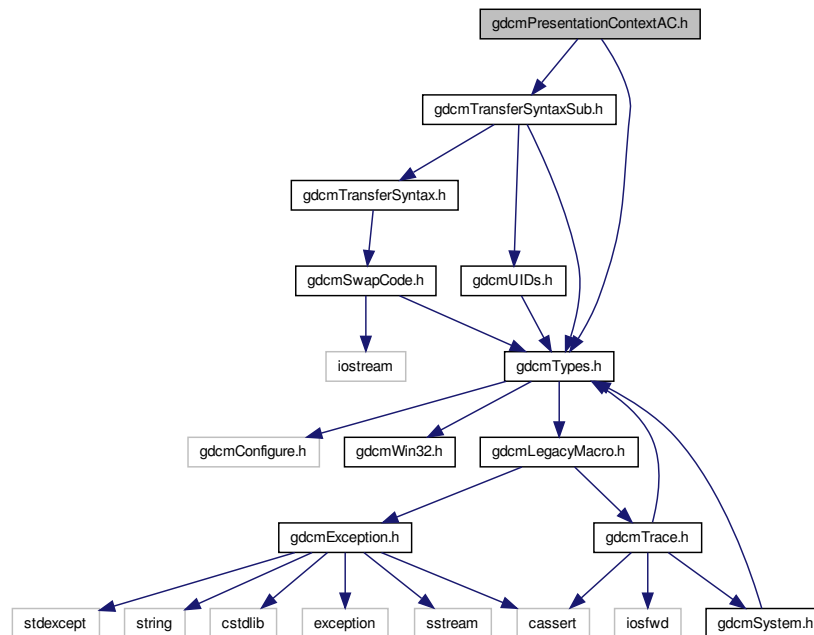 gdcmPresentationContextAC.h
gdcmTransferSyntaxSub.h
gdcmTransferSyntax.h
gdcmSwapCode.h
gdcmUIDs.h
iostream
gdcmTypes.h
gdcmConfigure.h
gdcmWin32.h
gdcmLegacyMacro.h
gdcmException.h
gdcmTrace.h
stdexcept
string
cstdlib
exception
sstream
cassert
iosfwd
gdcmSystem.h